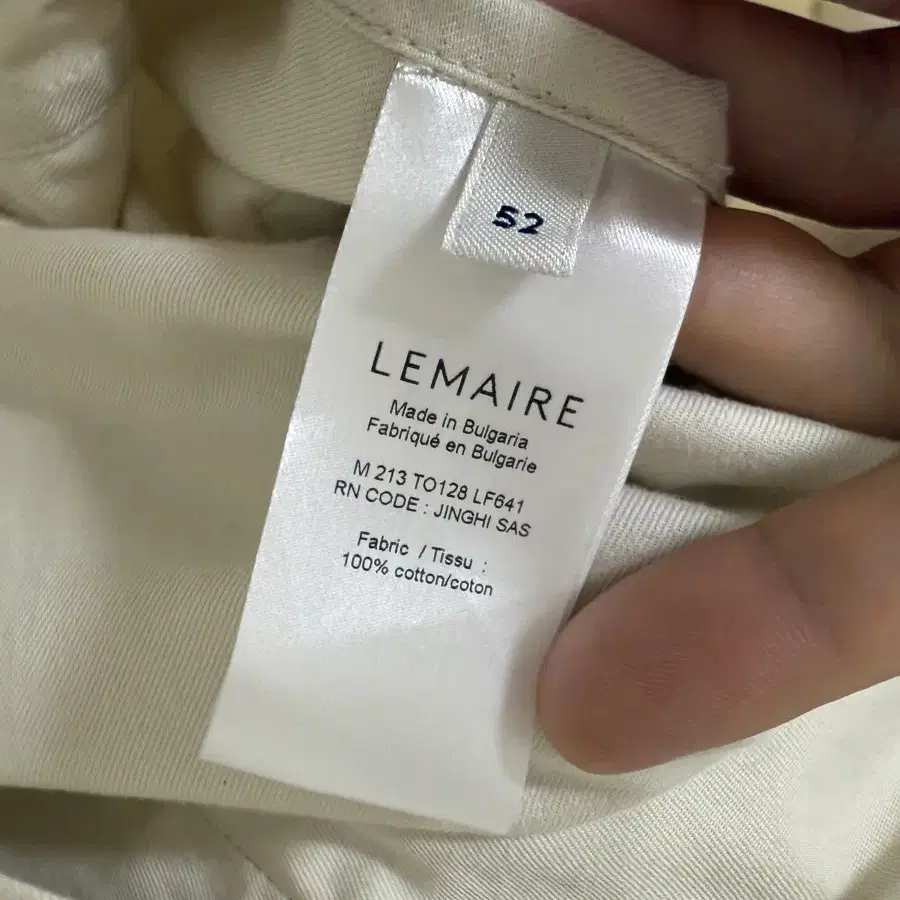 52
LEMAIRE
Made in Bulgaria
Fabriqué en Bulgarie
M 213 TO128 LF641
RN CODE : JINGHI SAS
Fabric / Tissu :
100% cotton/coton